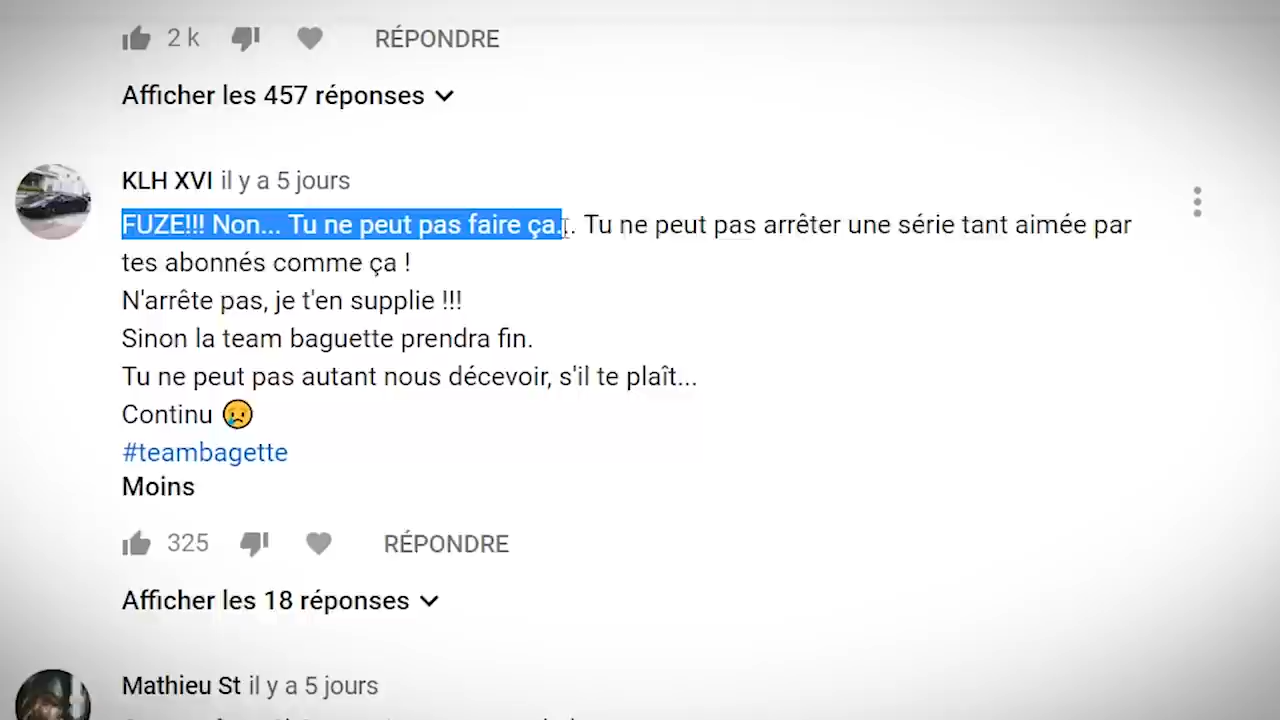 2 k RÉPONDRE
Afficher les 457 réponses
KLH XVI il y a 5 jours
FUZE!!! Non... Tu ne peut pas faire ça... Tu ne peut pas arrêter une série tant aimée par
tes abonnés comme ça !
N'arrête pas, je t'en supplie !!!
Sinon la team baguette prendra fin.
Tu ne peut pas autant nous décevoir, s'il te plaît...
Continu 😥
#teambagette
Moins
325 RÉPONDRE
Afficher les 18 réponses
Mathieu St il y a 5 jours